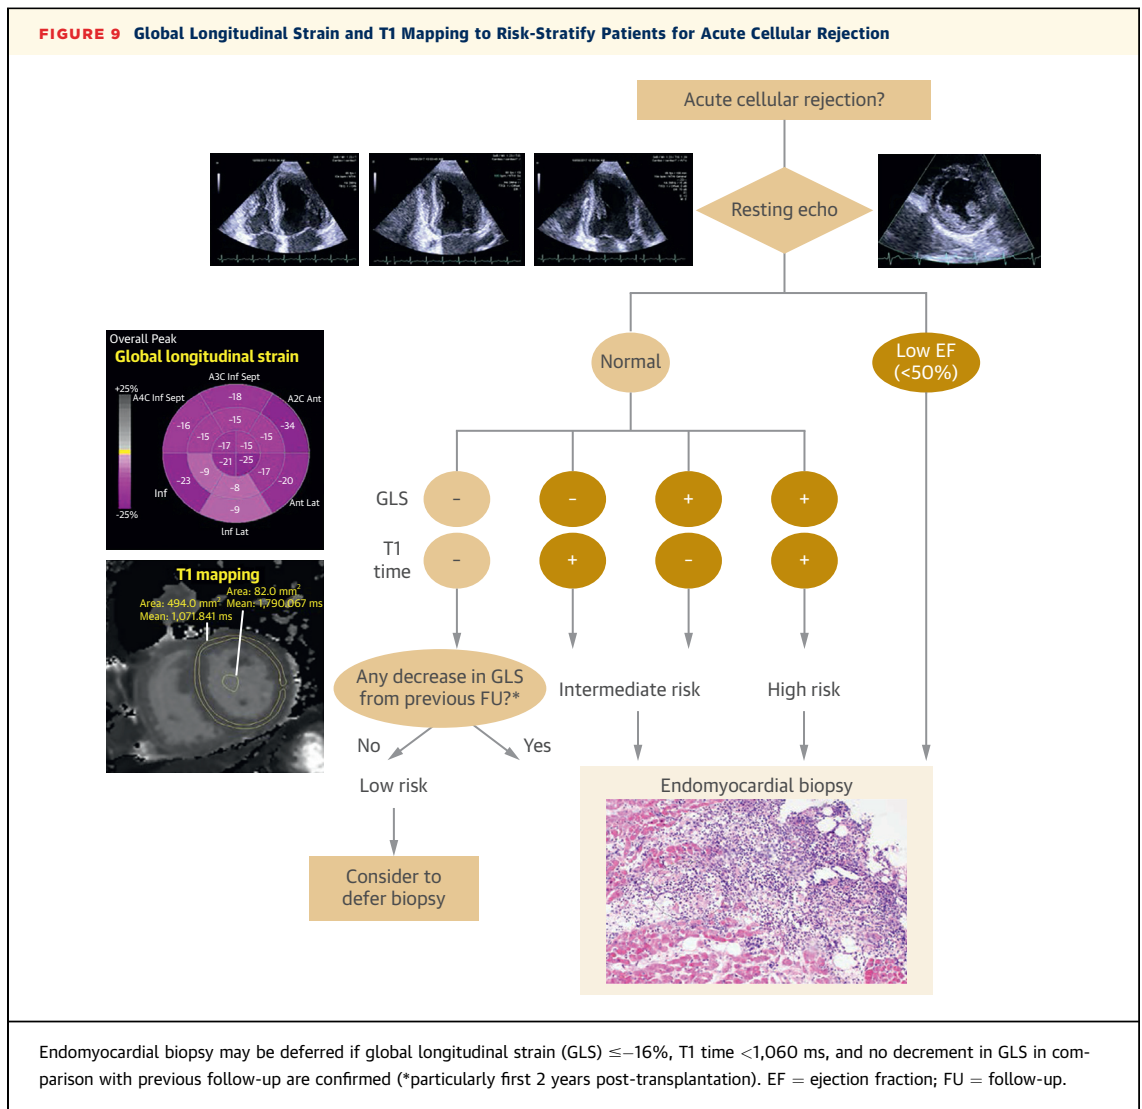 FIGURE 9 Global Longitudinal Strain and T1 Mapping to Risk-Stratify Patients for Acute Cellular Rejection
Acute cellular rejection?
Resting echo
Normal
Low EF
(<50%)
Overall Peak
Global longitudinal strain
A3C Inf Sept
+25%
A4C Inf Sept
A2C Ant
-18
-16
-15
-34
-15
-15
-17
-15
-21
-25
-9
-17
-23
-8
-20
-9
Inf
Ant Lat
-25%
Inf Lat
GLS
–
–
+
+
T1
time
–
+
–
+
T1 mapping
Area: 82.0 mm²
Area: 494.0 mm² Mean: 1,790.067 ms
Mean: 1,071.841 ms
Any decrease in GLS
from previous FU?*
Intermediate risk
High risk
No
Yes
Low risk
Consider to
defer biopsy
Endomyocardial biopsy
Endomyocardial biopsy may be deferred if global longitudinal strain (GLS) ≤−16%, T1 time <1,060 ms, and no decrement in GLS in com-
parison with previous follow-up are confirmed (*particularly first 2 years post-transplantation). EF = ejection fraction; FU = follow-up.